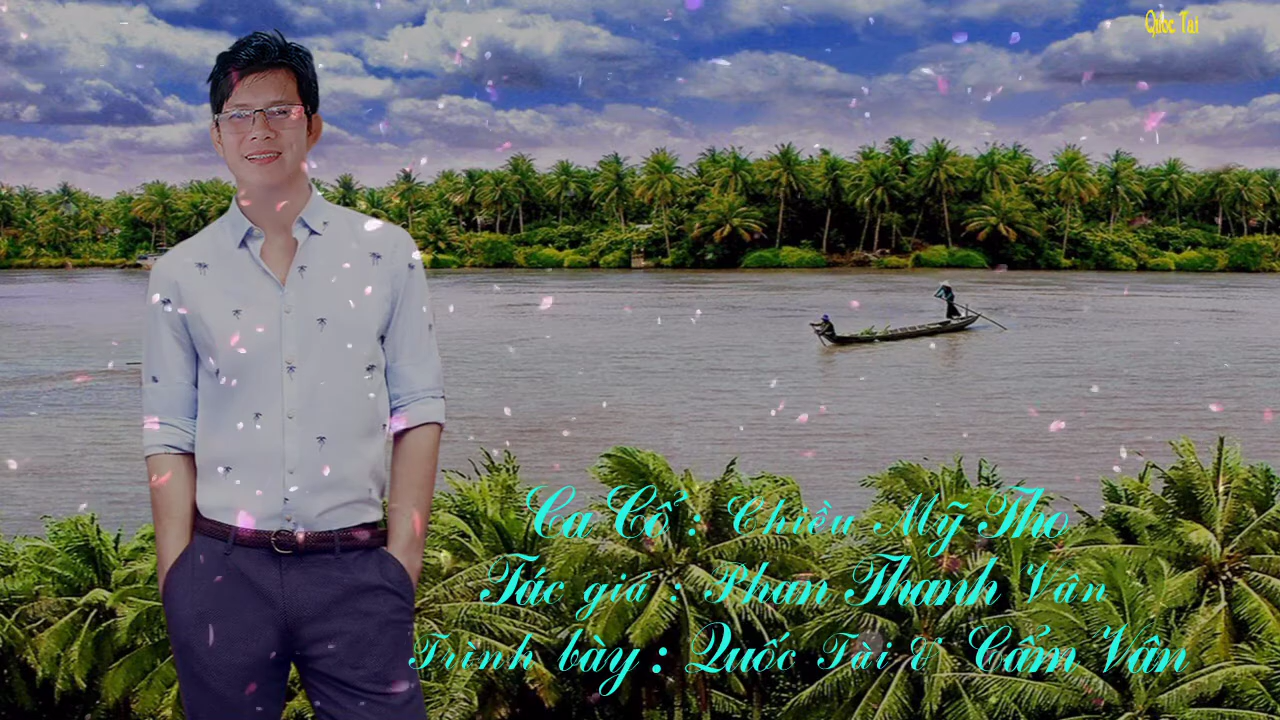 Quốc Tài
Ca Cổ : Chiều Mỹ Tho
Tác giả : Phan Thanh Vân
Trình bày : Quốc Tài & Cẩm Vân